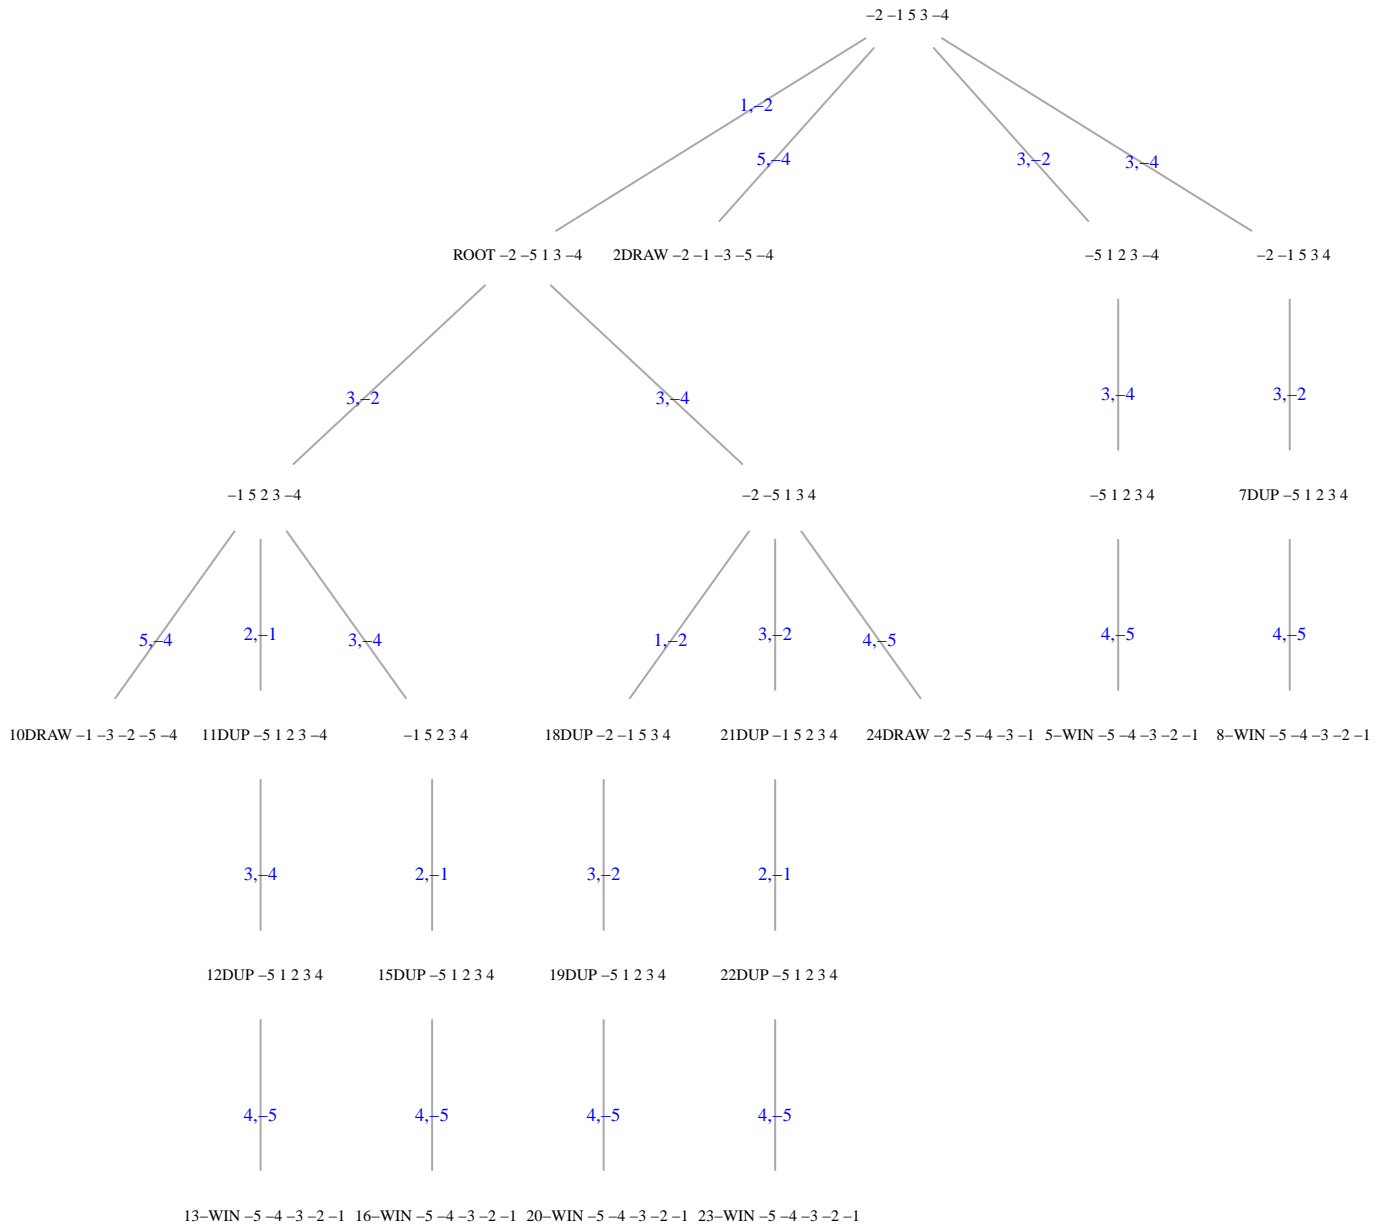 –2 –1 5 3 –4
1,–2
5,–4
3,–2
3,–4
ROOT –2 –5 1 3 –4
2DRAW –2 –1 –3 –5 –4
–5 1 2 3 –4
–2 –1 5 3 4
3,–2
3,–4
3,–4
3,–2
–1 5 2 3 –4
–2 –5 1 3 4
–5 1 2 3 4
7DUP –5 1 2 3 4
5,–4
2,–1
3,–4
1,–2
3,–2
4,–5
4,–5
4,–5
10DRAW –1 –3 –2 –5 –4
11DUP –5 1 2 3 –4
–1 5 2 3 4
18DUP –2 –1 5 3 4
21DUP –1 5 2 3 4
24DRAW –2 –5 –4 –3 –1
5–WIN –5 –4 –3 –2 –1
8–WIN –5 –4 –3 –2 –1
3,–4
2,–1
3,–2
2,–1
12DUP –5 1 2 3 4
15DUP –5 1 2 3 4
19DUP –5 1 2 3 4
22DUP –5 1 2 3 4
4,–5
4,–5
4,–5
4,–5
13–WIN –5 –4 –3 –2 –1
16–WIN –5 –4 –3 –2 –1
20–WIN –5 –4 –3 –2 –1
23–WIN –5 –4 –3 –2 –1